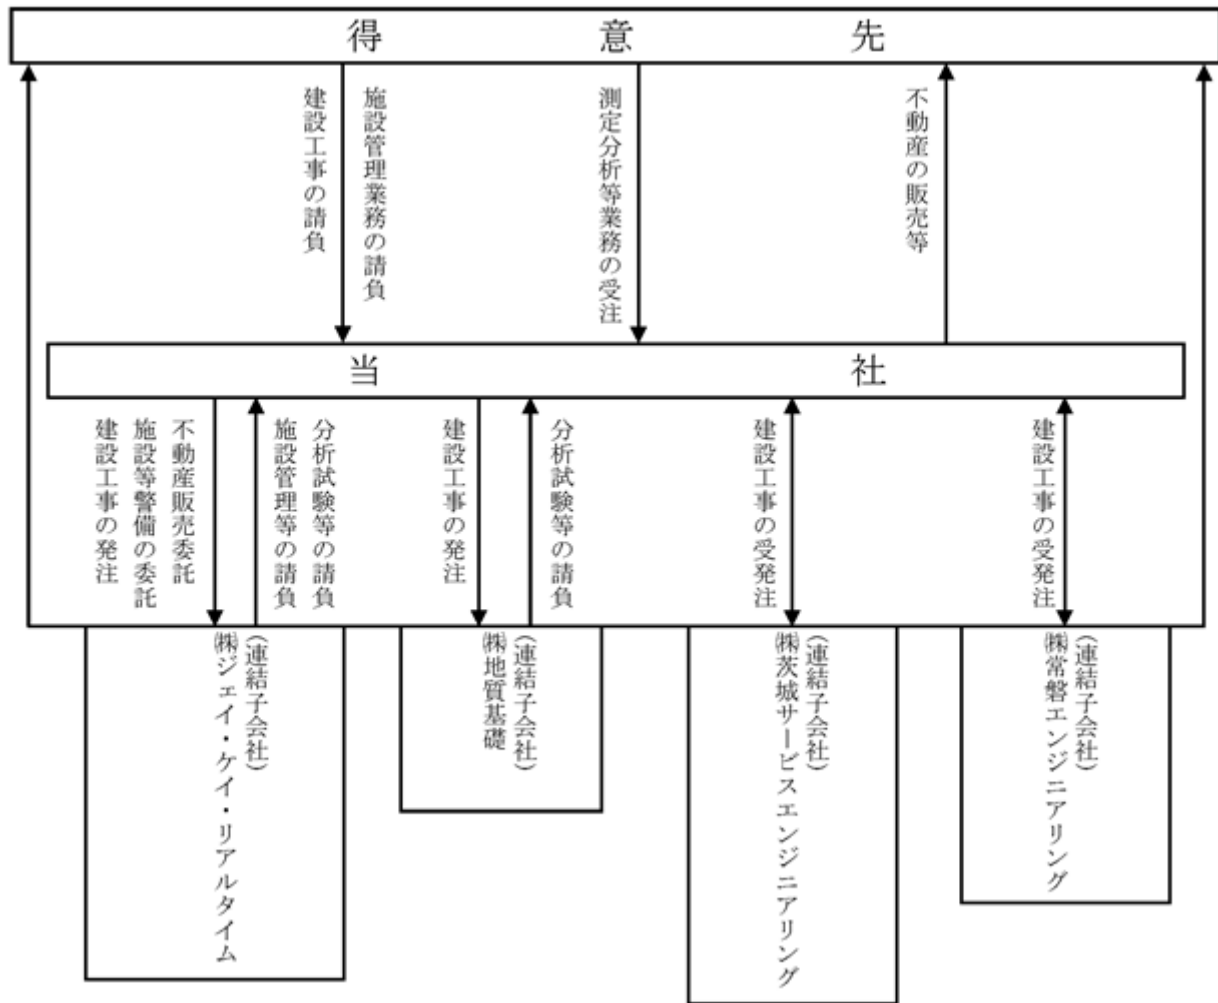 得意先
建設工事の請負
施設管理業務の請負
測定分析等業務の受注
不動産の販売等
当社
建設工事の発注
施設等警備の委託
不動産販売委託
施設管理等の請負
分析試験等の請負
建設工事の発注
分析試験等の請負
建設工事の受発注
建設工事の受発注
(連結子会社)
㈱ジェイ・ケイ・リアルタイム
(連結子会社)
㈱地質基礎
(連結子会社)
㈱茨城サービスエンジニアリング
(連結子会社)
㈱常磐エンジニアリング